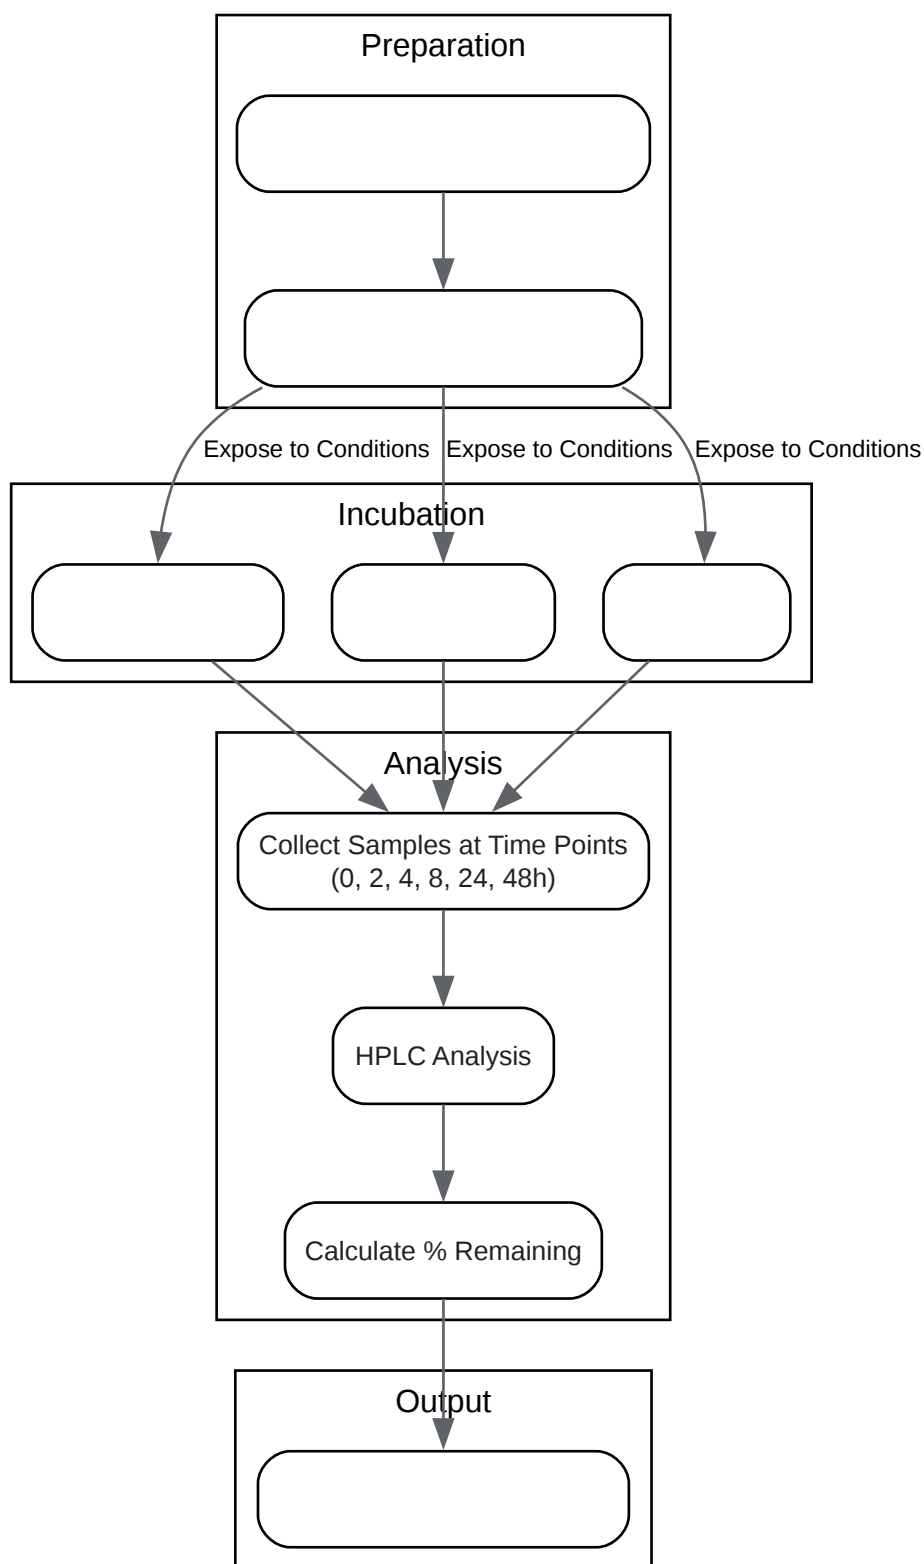 Preparation
Expose to Conditions
Expose to Conditions
Expose to Conditions
Incubation
Analysis
Collect Samples at Time Points
(0, 2, 4, 8, 24, 48h)
HPLC Analysis
Calculate % Remaining
Output